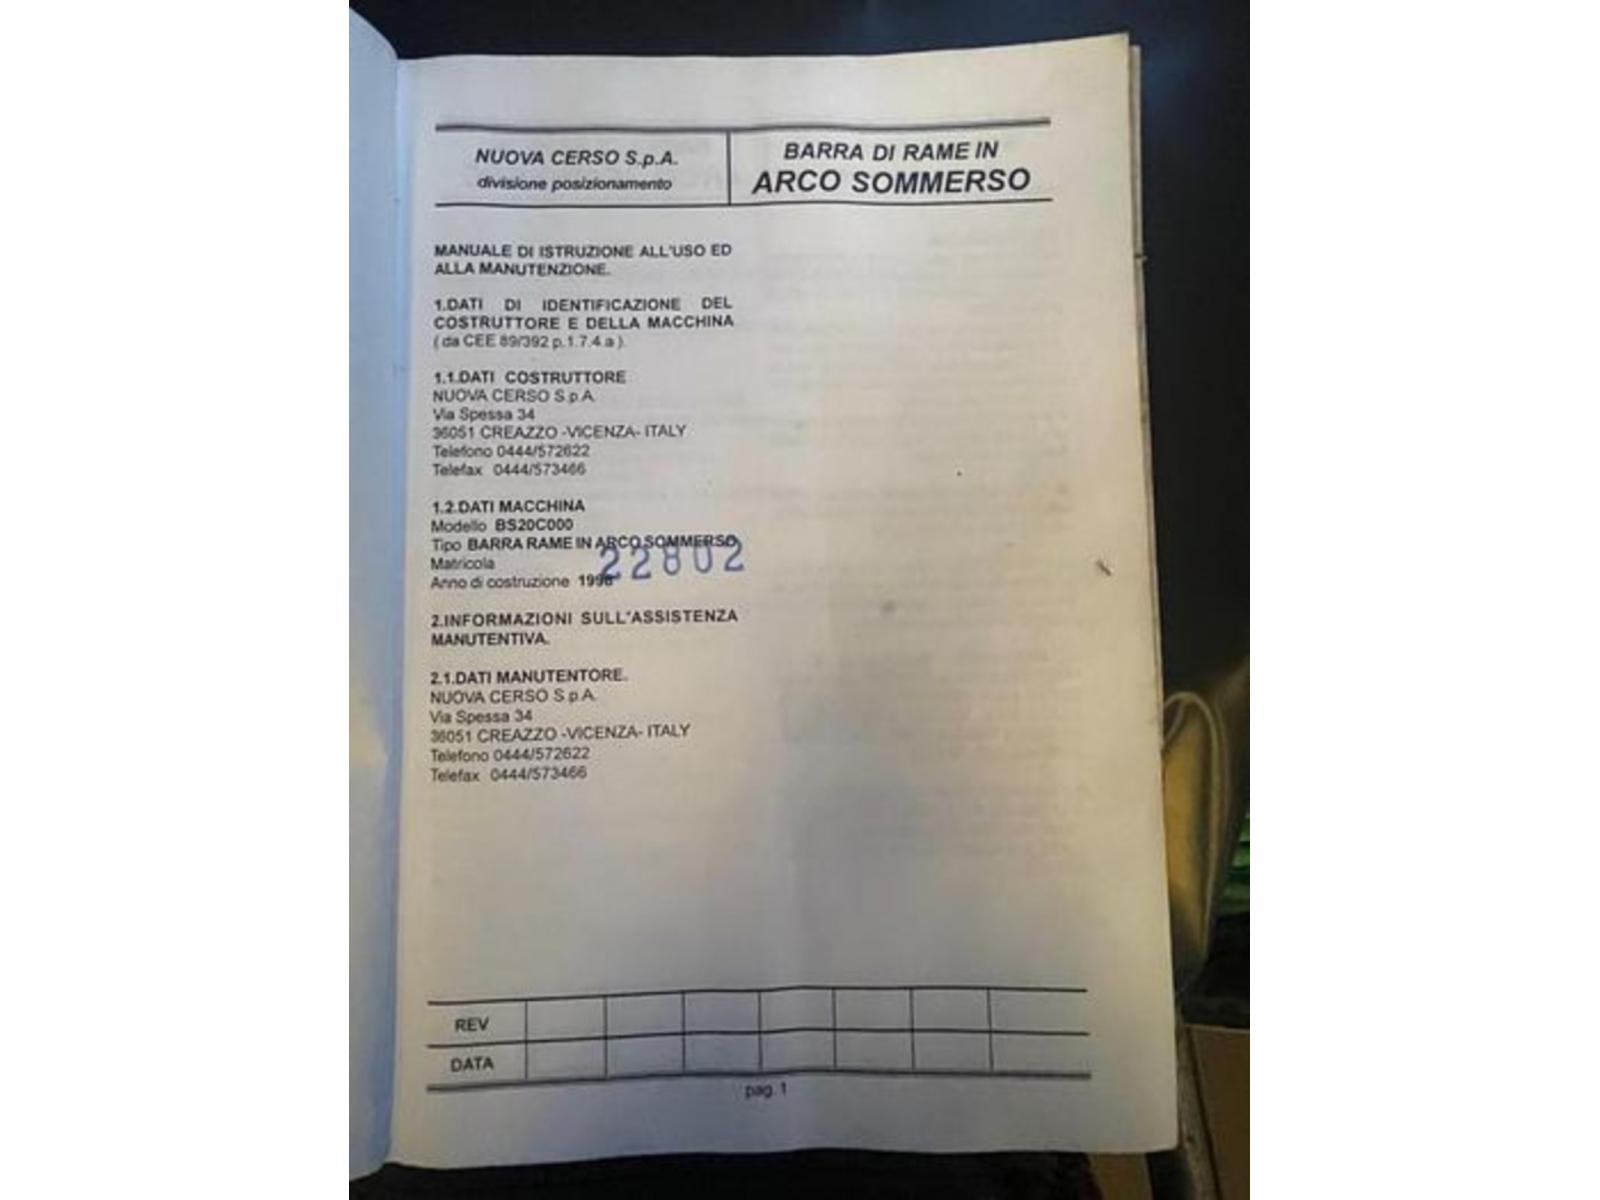 NUOVA CERSO S.p.A.
divisione posizionamento
BARRA DI RAME IN
ARCO SOMMERSO
MANUALE DI ISTRUZIONE ALL'USO ED
ALLA MANUTENZIONE.
1.DATI DI IDENTIFICAZIONE DEL
COSTRUTTORE E DELLA MACCHINA
( da CEE 89/392 p.1.7.4.a ).
1.1.DATI COSTRUTTORE
NUOVA CERSO S.p.A.
Via Spessa 34
36051 CREAZZO -VICENZA- ITALY
Telefono 0444/572622
Telefax 0444/573466
1.2.DATI MACCHINA
Modello BS20C000
Tipo BARRA RAME IN ARCO SOMMERSO
Matricola 22802
Anno di costruzione
2.INFORMAZIONI SULL'ASSISTENZA
MANUTENTIVA.
2.1.DATI MANUTENTORE.
NUOVA CERSO S.p.A.
Via Spessa 34
36051 CREAZZO -VICENZA- ITALY
Telefono 0444/572622
Telefax 0444/573466
REV
DATA
pag. 1